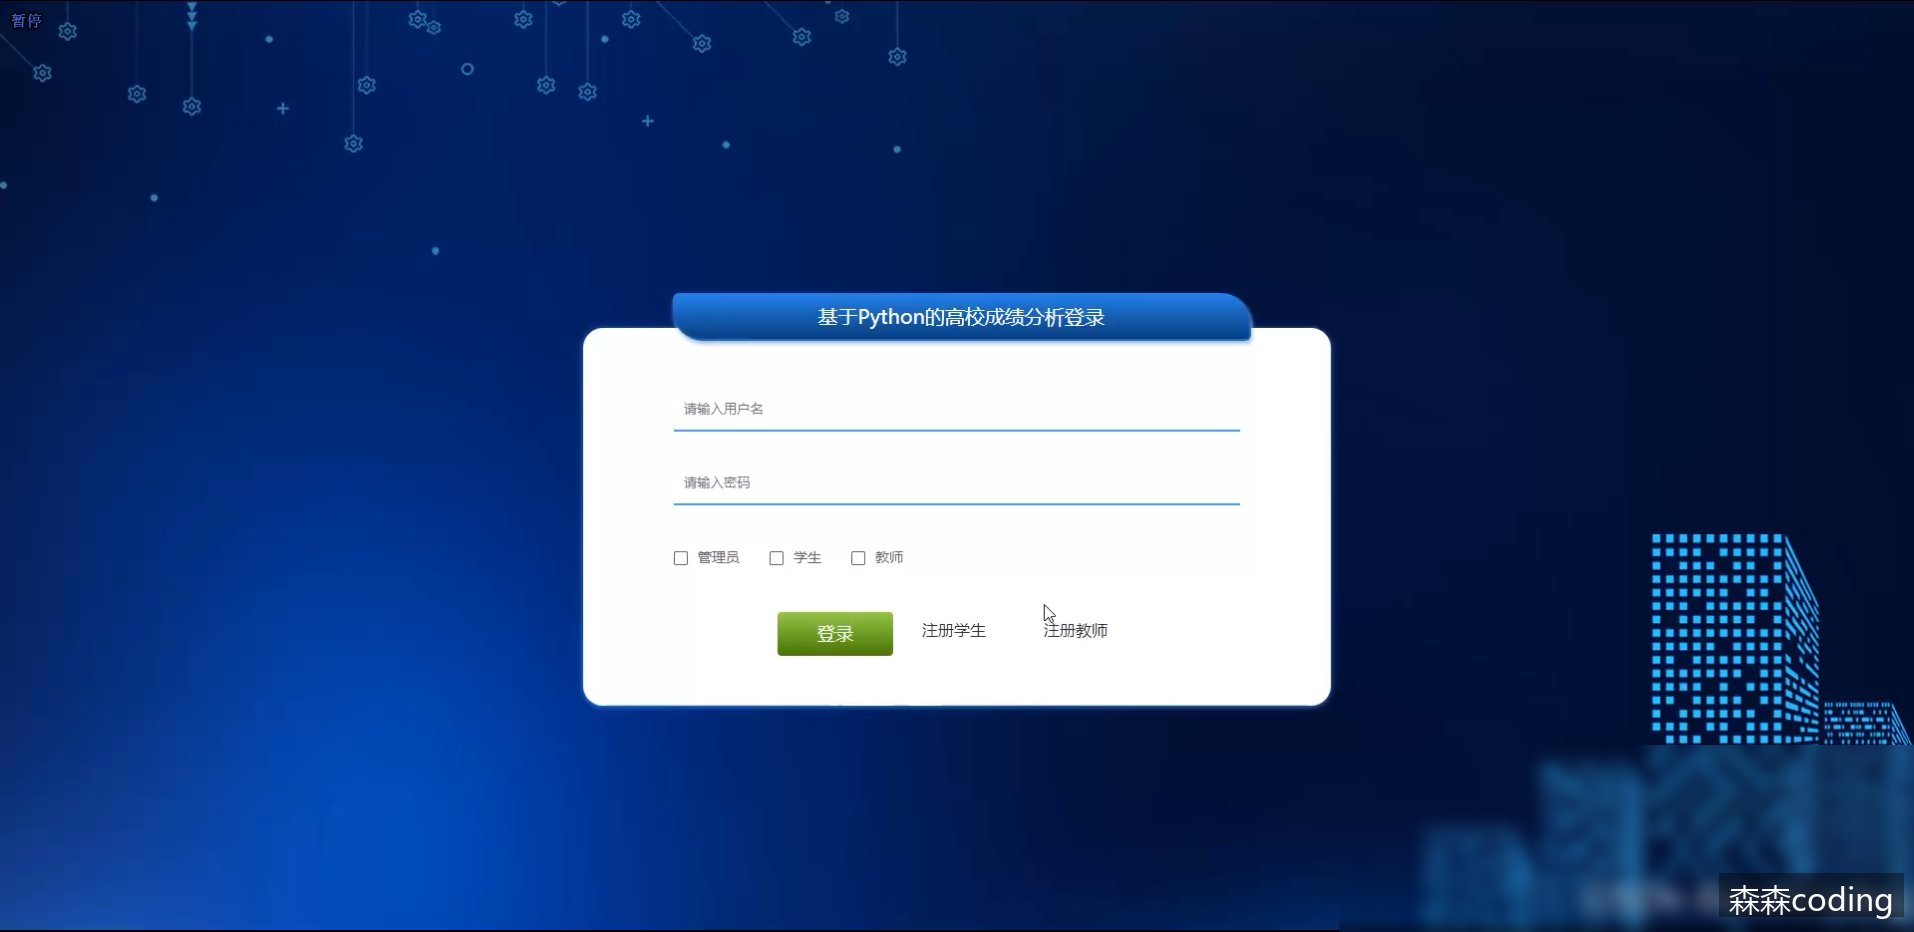 暂停
基于Python的高校成绩分析登录
请输入用户名
请输入密码
管理员 学生 教师
登录 注册学生 注册教师
森森coding